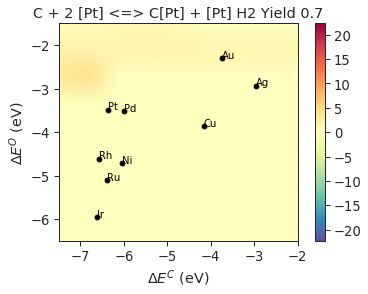 C + 2 [Pt] <=> C[Pt] + [Pt] H2 Yield 0.7
−2
−3
−4
−5
−6
ΔE^O (eV)
Au
Ag
Pt
Pd
Cu
Rh
Ni
Ru
Ir
−7
−6
−5
−4
−3
−2
ΔE^C (eV)
20
15
10
5
0
−5
−10
−15
−20